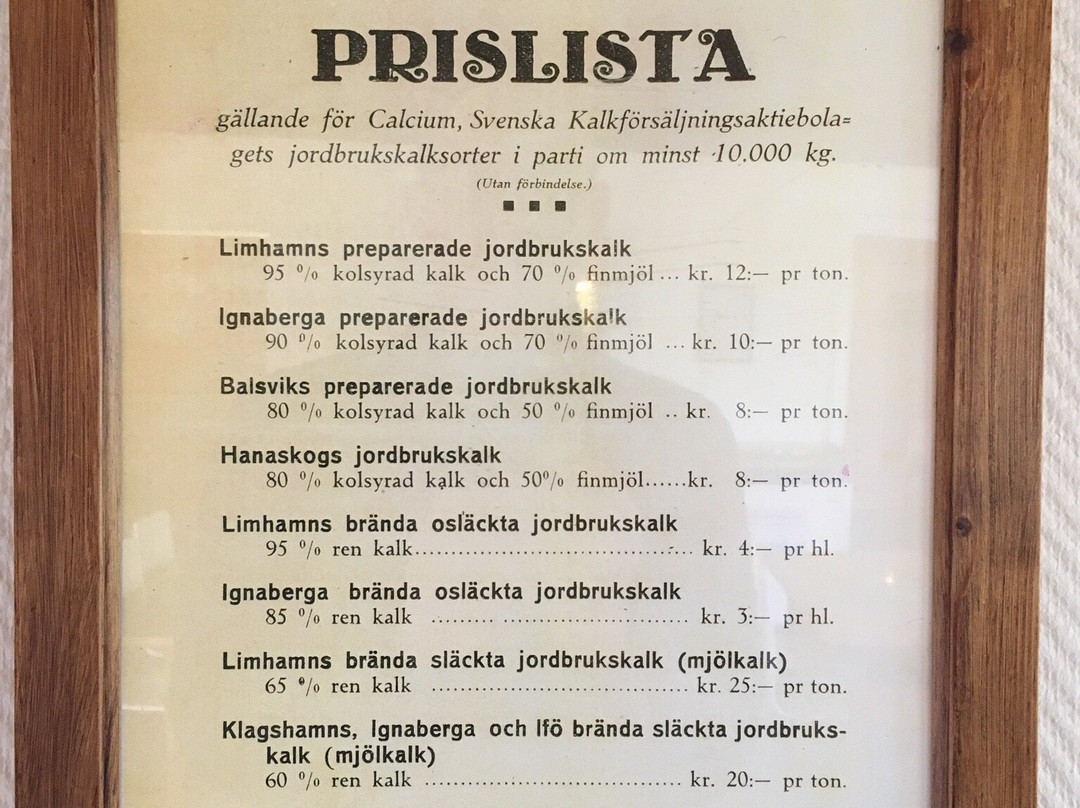 PRISLISTA
gällande för Calcium, Svenska Kalkförsäljningsaktiebola=
gets jordbrukskalksorter i parti om minst 10.000 kg.
(Utan förbindelse.)
Limhamns preparerade jordbrukskalk
95 % kolsyrad kalk och 70 % finmjöl ... kr. 12:— pr ton.
Ignaberga preparerade jordbrukskalk
90 % kolsyrad kalk och 70 % finmjöl ... kr. 10:— pr ton.
Balsviks preparerade jordbrukskalk
80 % kolsyrad kalk och 50 % finmjöl .. kr. 8:— pr ton.
Hanaskogs jordbrukskalk
80 % kolsyrad kalk och 50% finmjöl......kr. 8:— pr ton.
Limhamns brända osläckta jordbrukskalk
95 % ren kalk.................................. kr. 4:— pr hl.
Ignaberga brända osläckta jordbrukskalk
85 % ren kalk ................................. kr. 3:— pr hl.
Limhamns brända släckta jordbrukskalk (mjölkalk)
65 % ren kalk ................................. kr. 25:— pr ton.
Klagshamns, Ignaberga och Ifö brända släckta jordbruks-
kalk (mjölkalk)
60 % ren kalk ................................. kr. 20:— pr ton.